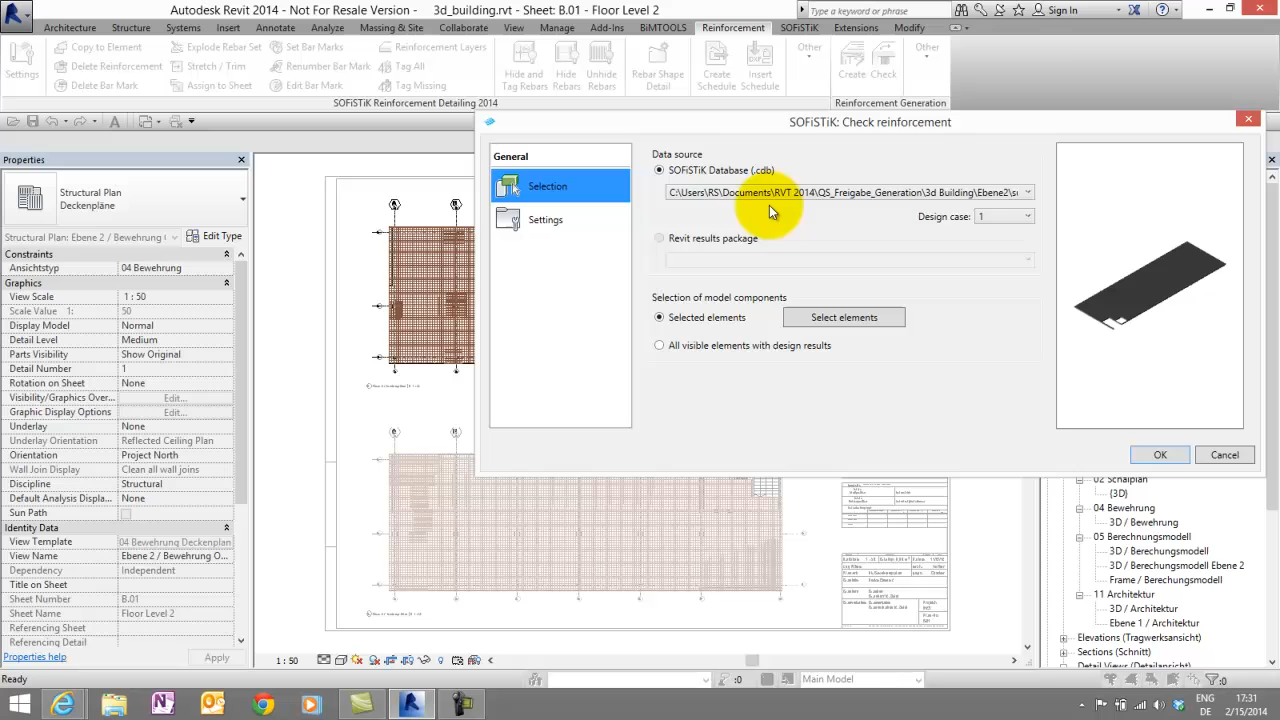 Autodesk Revit 2014 - Not For Resale Version - 3d_building.rvt - Sheet: B.01 - Floor Level 2
Type a keyword or phrase
Sign In
Architecture Structure Systems Insert Annotate Analyze Massing & Site Collaborate View Manage Add-Ins BiMTOOLS Reinforcement SOFiSTiK Extensions Modify
Settings
Copy to Element
Delete Reinforcement
Delete Bar Mark
Explode Rebar Set
Stretch / Trim
Assign to Sheet
Set Bar Marks
Renumber Bar Mark
Edit Bar Mark
Reinforcement Layers
Tag All
Tag Missing
Hide and
Tag Rebars
Hide
Rebars
Unhide
Rebars
Rebar Shape
Detail
Create
Schedule
Insert
Schedule
Other
Create
Check
Other
SOFiSTiK Reinforcement Detailing 2014
Reinforcement Generation
Properties
Structural Plan
Deckenpläne
Structural Plan: Ebene 2 / Bewehrung (
Edit Type
Constraints
Ansichtstyp 04 Bewehrung
Graphics
View Scale 1 : 50
Scale Value 1: 50
Display Model Normal
Detail Level Medium
Parts Visibility Show Original
Detail Number 1
Rotation on Sheet None
Visibility/Graphics Over... Edit...
Graphic Display Options Edit...
Underlay None
Underlay Orientation Reflected Ceiling Plan
Orientation Project North
Wall Join Display Clean all wall joins
Discipline Structural
Default Analysis Displa... None
Sun Path
Identity Data
View Template 04 Bewehrung Deckenplan
View Name Ebene 2 / Bewehrung O...
Dependency Independent
Title on Sheet
Sheet Number B.01
Sheet Name Floor Level 2
Referencing Sheet
Referencing Detail
Properties help
Apply
SOFiSTiK: Check reinforcement
General
Selection
Settings
Data source
SOFiSTiK Database (.cdb)
C:\Users\RS\Documents\RVT 2014\QS_Freigabe_Generation\3d Building\Ebene2\s
Design case: 1
Revit results package
Selection of model components
Selected elements
Select elements
All visible elements with design results
OK
Cancel
02 Schalplan
{3D}
04 Bewehrung
3D / Bewehrung
05 Berechnungsmodell
3D / Berechungsmodell
3D / Berechungsmodell Ebene 2
Frame / Berechungsmodell
11 Architektur
3D / Architektur
Ebene 1 / Architektur
Elevations (Tragwerksansicht)
Sections (Schnitt)
Detail Views (Detailansicht)
1 : 50
Ready
:0
Main Model
:0
ENG
DE
17:31
2/15/2014